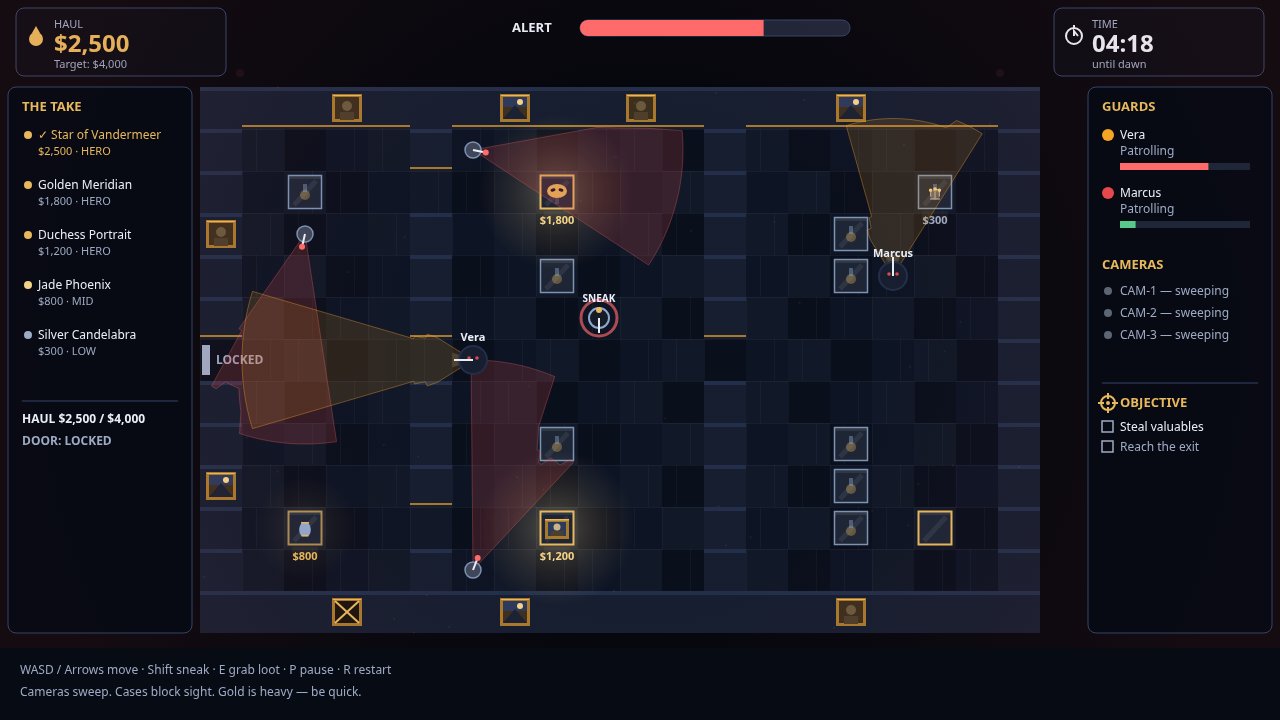 HAUL
$2,500
Target: $4,000
ALERT
TIME
04:18
until dawn
THE TAKE
✓ Star of Vandermeer
$2,500 · HERO
Golden Meridian
$1,800 · HERO
Duchess Portrait
$1,200 · HERO
Jade Phoenix
$800 · MID
Silver Candelabra
$300 · LOW
HAUL $2,500 / $4,000
DOOR: LOCKED
$1,800
$300
Marcus
SNEAK
Vera
LOCKED
$800
$1,200
GUARDS
Vera
Patrolling
Marcus
Patrolling
CAMERAS
CAM-1 — sweeping
CAM-2 — sweeping
CAM-3 — sweeping
OBJECTIVE
Steal valuables
Reach the exit
WASD / Arrows move · Shift sneak · E grab loot · P pause · R restart
Cameras sweep. Cases block sight. Gold is heavy — be quick.